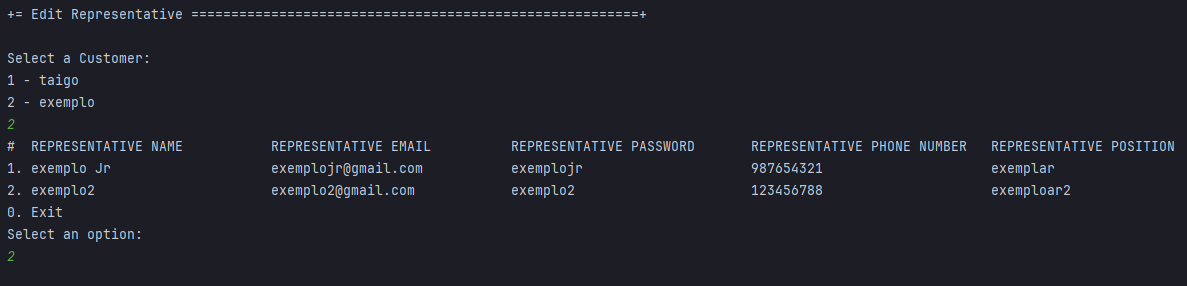 += Edit Representative ========================================================+
Select a Customer:
1 - taigo
2 - exemplo
2
#  REPRESENTATIVE NAME           REPRESENTATIVE EMAIL          REPRESENTATIVE PASSWORD       REPRESENTATIVE PHONE NUMBER   REPRESENTATIVE POSITION
1. exemplo Jr                    exemplojr@gmail.com           exemplojr                     987654321                     exemplar
2. exemplo2                      exemplo2@gmail.com            exemplo2                      123456788                     exemploar2
0. Exit
Select an option:
2